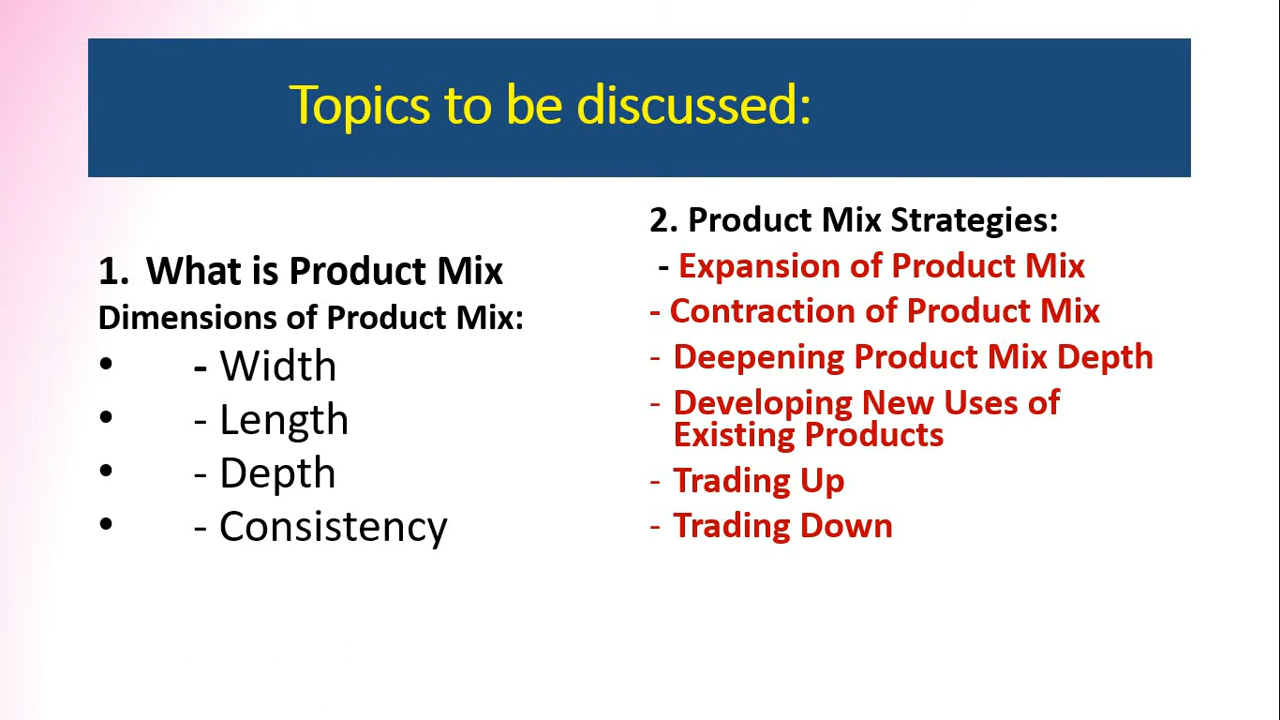 Topics to be discussed:
1. What is Product Mix
Dimensions of Product Mix:
• - Width
• - Length
• - Depth
• - Consistency
2. Product Mix Strategies:
- Expansion of Product Mix
- Contraction of Product Mix
- Deepening Product Mix Depth
- Developing New Uses of
Existing Products
- Trading Up
- Trading Down